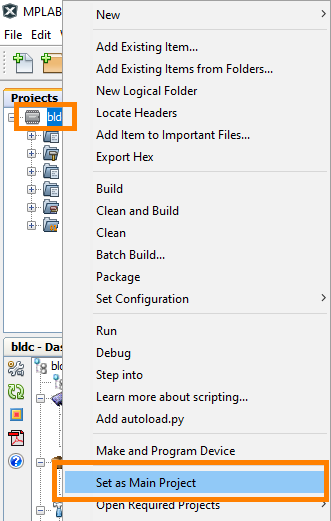 MPLAB
New
File Edit
Add Existing Item...
Add Existing Items from Folders...
New Logical Folder
Projects
Locate Headers
bld
Add Item to Important Files...
Export Hex
Build
Clean and Build
Clean
Batch Build...
Package
Set Configuration
Run
bldc - Das
Debug
Step into
Learn more about scripting...
Add autoload.py
Make and Program Device
Set as Main Project
Open Required Projects